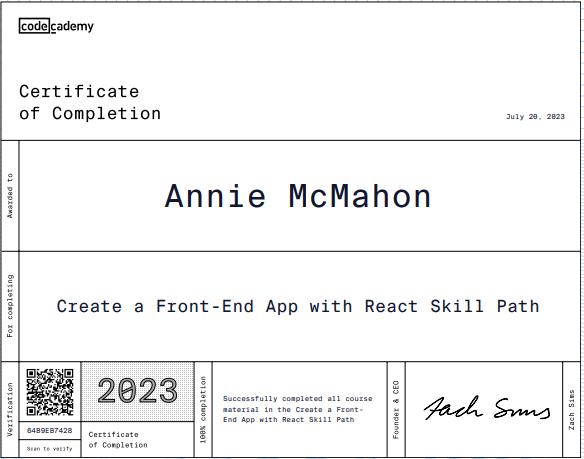 codecademy
Certificate
of Completion
July 20, 2023
Awarded to
Annie McMahon
For completing
Create a Front-End App with React Skill Path
Verification
64B9EB7428
Scan to verify
2023
Certificate
of Completion
100% completion
Successfully completed all course
material in the Create a Front-
End App with React Skill Path
Founder & CEO
Zach Sims
Zach Sims